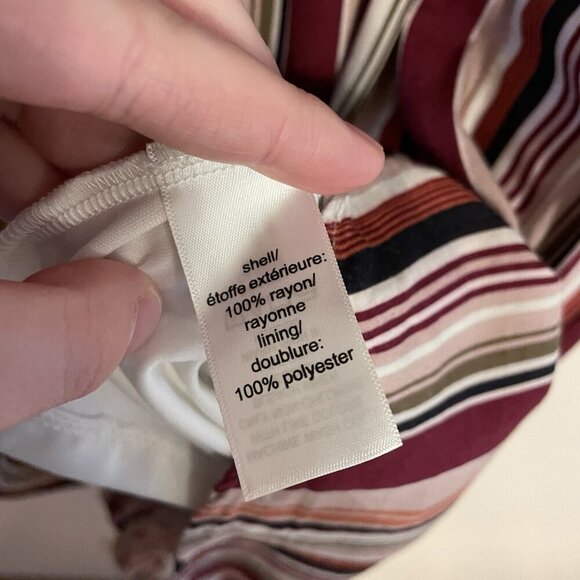 shell/
étoffe extérieure:
100% rayon/
rayonne
lining/
doublure:
100% polyester